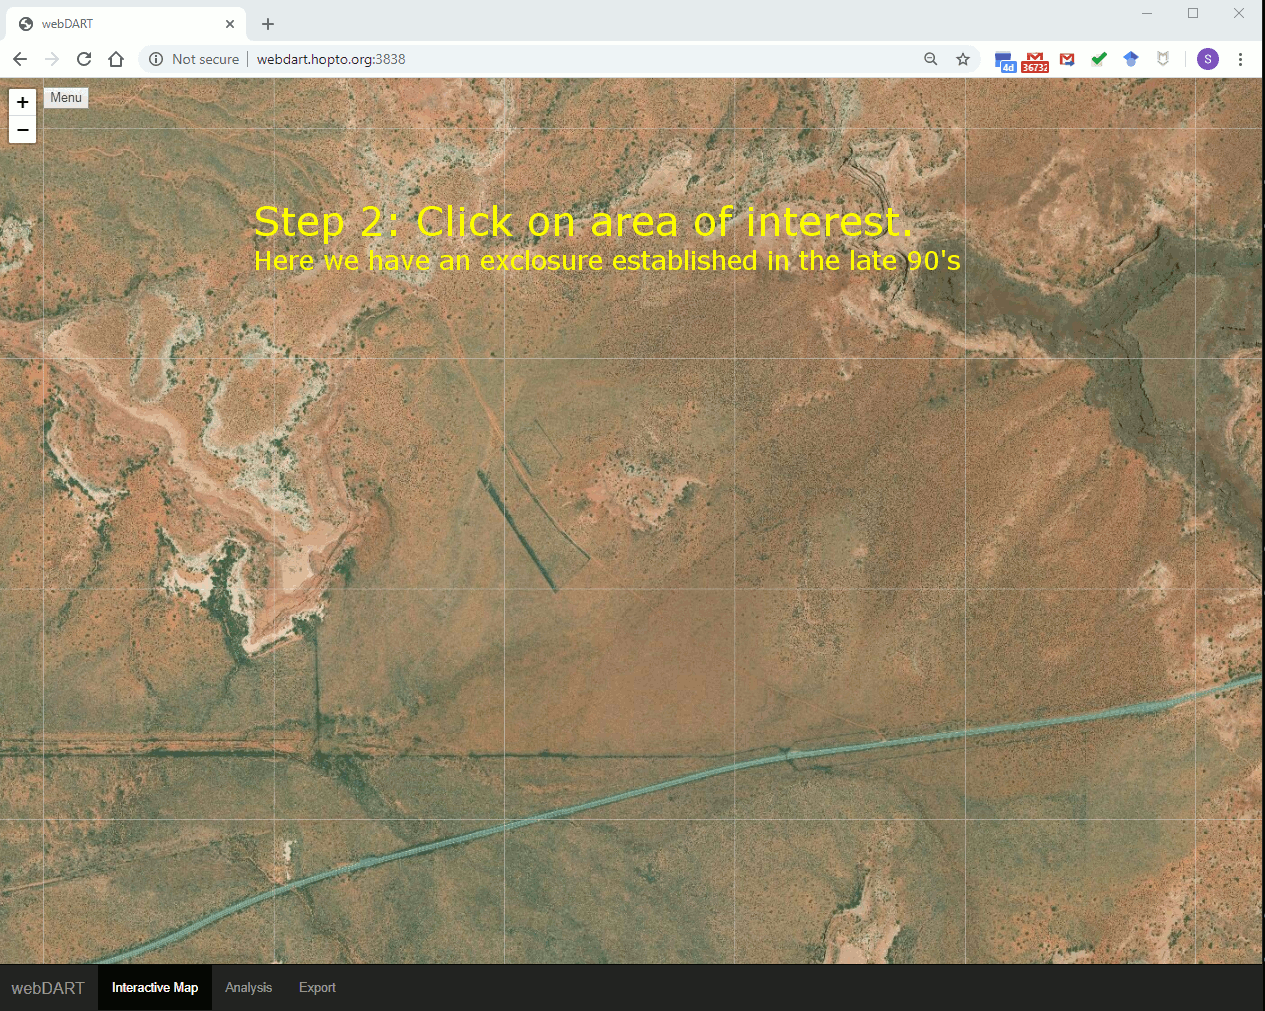 webDART
Not secure webdart.hopto.org:3838
4d
36732
S
+
Menu
−
Step 2: Click on area of interest.
Here we have an exclosure established in the late 90's
webDART Interactive Map Analysis Export